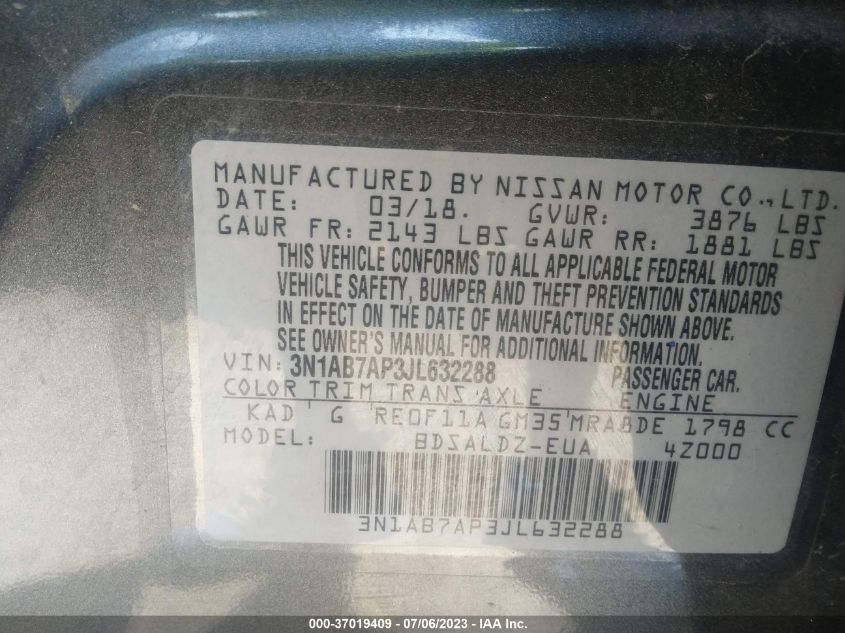 MANUFACTURED BY NISSAN MOTOR CO., LTD.
DATE: 03/18. GVWR: 3876 LBS
GAWR FR: 2143 LBS GAWR RR: 1881 LBS
THIS VEHICLE CONFORMS TO ALL APPLICABLE FEDERAL MOTOR
VEHICLE SAFETY, BUMPER AND THEFT PREVENTION STANDARDS
IN EFFECT ON THE DATE OF MANUFACTURE SHOWN ABOVE.
SEE OWNER'S MANUAL FOR ADDITIONAL INFORMATION.
VIN: 3N1AB7AP3JL632288 PASSENGER CAR.
COLOR TRIM TRANS AXLE ENGINE
KAD G RE0F11A GM35 MRA8DE 1798 CC
MODEL: BDSALDZ-EUA 4Z000
3N1AB7AP3JL632288
000-37019409 - 07/06/2023 - IAA Inc.